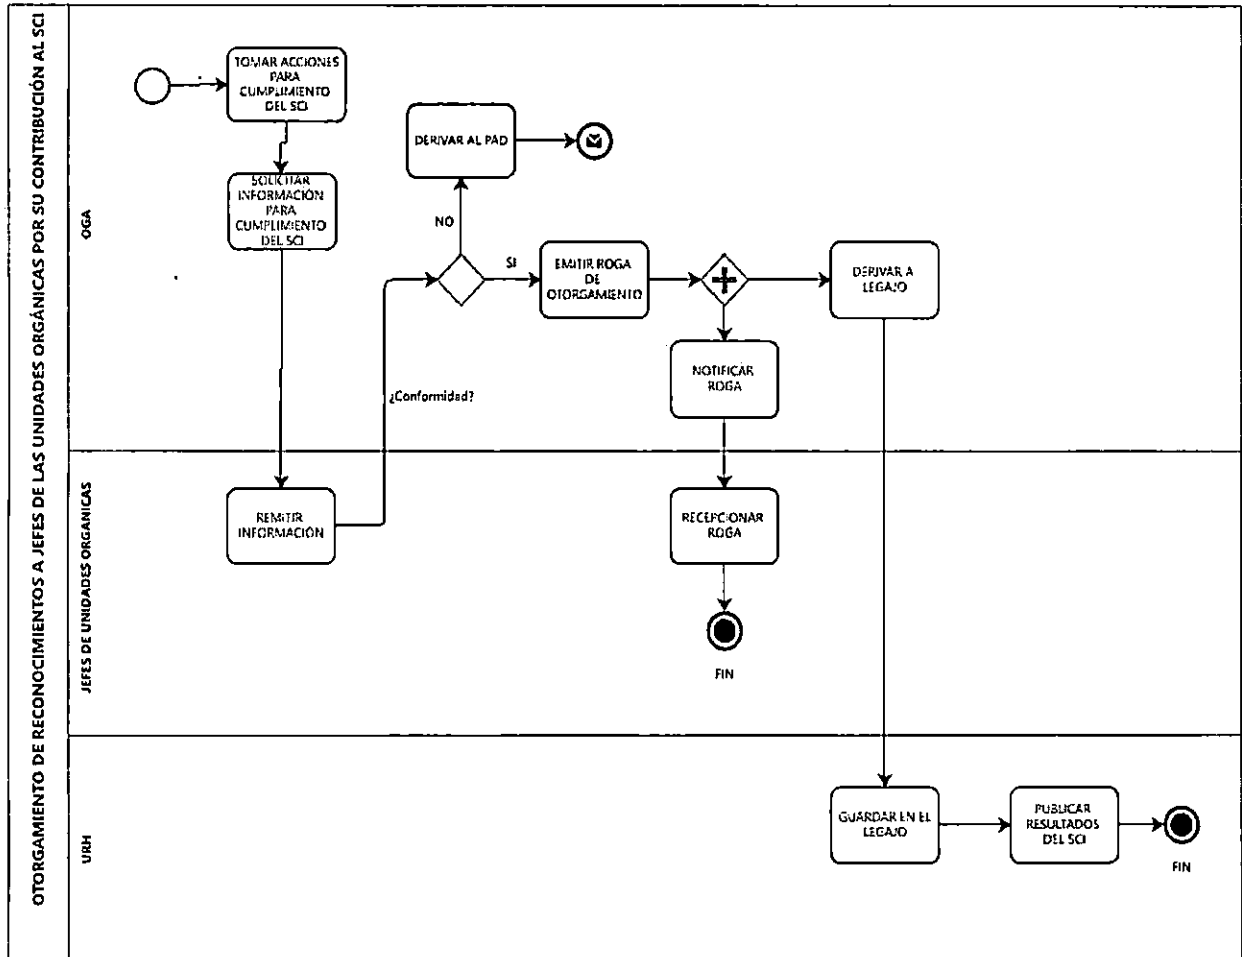 OTORGAMIENTO DE RECONOCIMIENTOS A JEFES DE LAS UNIDADES ORGÁNICAS POR SU CONTRIBUCIÓN AL SCI
OGA
TOMAR ACCIONES
PARA
CUMPLIMIENTO
DEL SCI
SOLICITAR
INFORMACIÓN
PARA
CUMPLIMIENTO
DEL SCI
DERIVAR AL PAD
NO
SI
EMITIR ROGA
DE
OTORGAMIENTO
DERIVAR A
LEGAJO
NOTIFICAR
ROGA
¿Conformidad?
JEFES DE UNIDADES ORGANICAS
REMITIR
INFORMACIÓN
RECEPCIONAR
ROGA
FIN
URH
GUARDAR EN EL
LEGAJO
PUBLICAR
RESULTADOS
DEL SCI
FIN